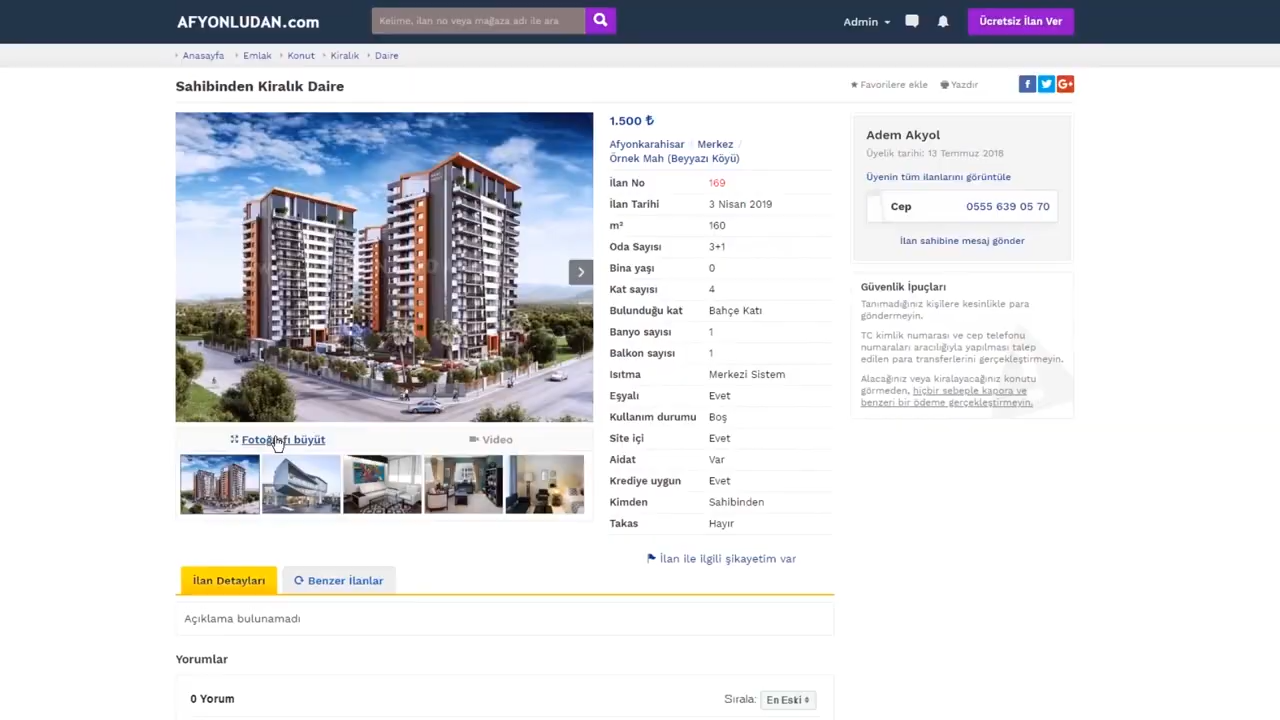 AFYONLUDAN.com
Kelime, ilan no veya mağaza adı ile ara
Admin
Ücretsiz İlan Ver
Anasayfa
Emlak
Konut
Kiralık
Daire
Sahibinden Kiralık Daire
Favorilere ekle
Yazdır
f
G+
1.500 ₺
Afyonkarahisar / Merkez /
Örnek Mah (Beyyazı Köyü)
İlan No 169
İlan Tarihi 3 Nisan 2019
m² 160
Oda Sayısı 3+1
Bina yaşı 0
Kat sayısı 4
Bulunduğu kat Bahçe Katı
Banyo sayısı 1
Balkon sayısı 1
Isıtma Merkezi Sistem
Eşyalı Evet
Kullanım durumu Boş
Site içi Evet
Aidat Var
Krediye uygun Evet
Kimden Sahibinden
Takas Hayır
İlan ile ilgili şikayetim var
Adem Akyol
Üyelik tarihi: 13 Temmuz 2018
Üyenin tüm ilanlarını görüntüle
Cep 0555 639 05 70
İlan sahibine mesaj gönder
Güvenlik İpuçları
Tanımadığınız kişilere kesinlikle para
göndermeyin.
TC kimlik numarası ve cep telefonu
numaraları aracılığıyla yapılması talep
edilen para transferlerini gerçekleştirmeyin.
Alacağınız veya kiralayacağınız konutu
görmeden, hiçbir sebeple kapora ve
benzeri bir ödeme gerçekleştirmeyin.
Fotoğrafı büyüt
Video
İlan Detayları
Benzer İlanlar
Açıklama bulunamadı
Yorumlar
0 Yorum
Sırala: En Eski